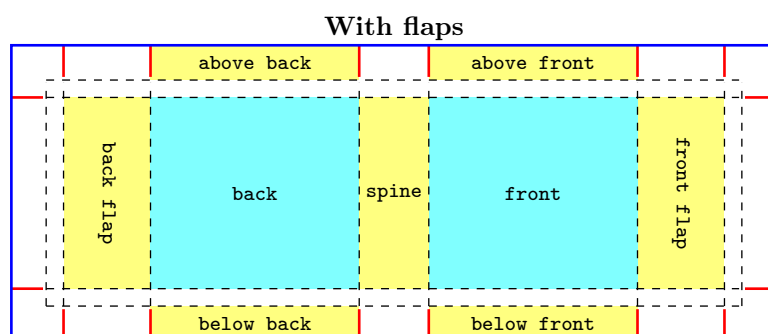 With flaps
above back
above front
back flap
back
spine
front
front flap
below back
below front